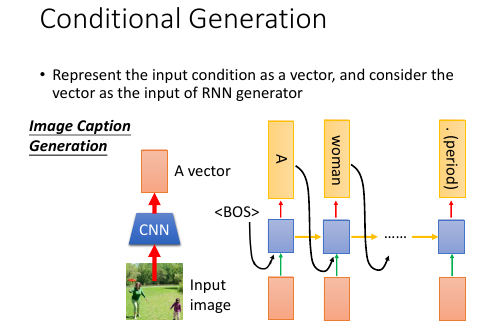 Conditional Generation
• Represent the input condition as a vector, and consider the
vector as the input of RNN generator
Image Caption
Generation
A vector
CNN
Input
image
<BOS>
A
woman
. (period)
……